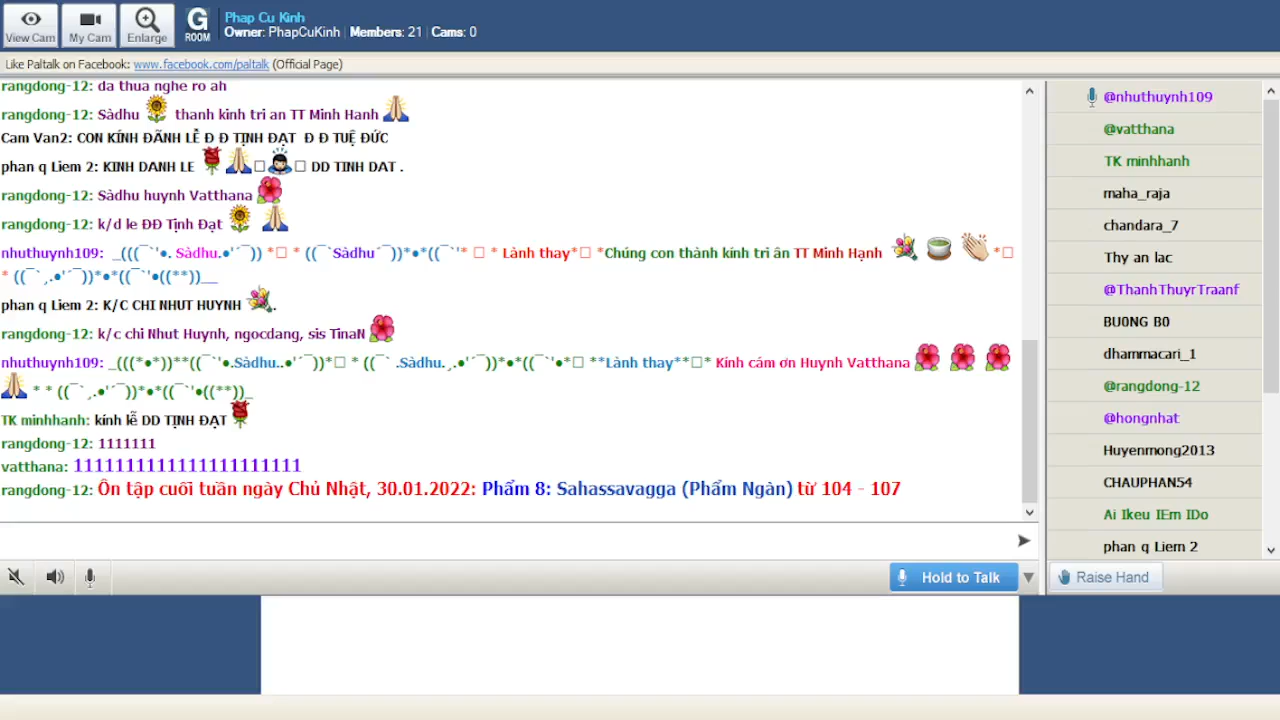 View Cam
My Cam
Enlarge
G
ROOM
Phap Cu Kinh
Owner: PhapCuKinh | Members: 21 | Cams: 0
Like Paltalk on Facebook: www.facebook.com/paltalk (Official Page)
rangdong-12: da thua nghe ro ah
rangdong-12: Sàdhu 🌻 thanh kinh tri an TT Minh Hanh 🙏
Cam Van2: CON KÍNH ĐÃNH LỄ Đ Đ TỊNH ĐẠT Đ Đ TUỆ ĐỨC
phan q Liem 2: KINH DANH LE 🌹🙏 DD TINH DAT .
rangdong-12: Sàdhu huynh Vatthana 🌺
rangdong-12: k/d le ĐĐ Tịnh Đạt 🌻 🙏
nhuthuynh109: _(((¯`'•. Sàdhu.•'´¯)) *□ * ((¯`Sàdhu´¯))*•*((¯`'* □ * Lành thay*□ *Chúng con thành kính tri ân TT Minh Hạnh 💐 🍵 👏 *□
* ((¯`¸.•'´¯))*•*((¯`'•((**))__
phan q Liem 2: K/C CHI NHUT HUYNH 💐.
rangdong-12: k/c chi Nhut Huynh, ngocdang, sis TinaN 🌺
nhuthuynh109: _(((*•*))**((¯`'•.Sàdhu..•'´¯))*□ * ((¯` .Sàdhu.¸.•'´¯))*•*((¯`'•*□ **Lành thay**□* Kính cám ơn Huynh Vatthana 🌺 🌺 🌺
🙏 * * ((¯`¸.•'´¯))*•*((¯`'•((**))_
TK minhhanh: kính lễ DD TỊNH ĐẠT 🌹
rangdong-12: 1111111
vatthana: 1111111111111111111111
rangdong-12: Ôn tập cuối tuần ngày Chủ Nhật, 30.01.2022: Phẩm 8: Sahassavagga (Phẩm Ngàn) từ 104 - 107
Hold to Talk
@nhuthuynh109
@vatthana
TK minhhanh
maha_raja
chandara_7
Thy an lac
@ThanhThuyrTraanf
BU0NG B0
dhammacari_1
@rangdong-12
@hongnhat
Huyenmong2013
CHAUPHAN54
Ai Ikeu IEm IDo
phan q Liem 2
Raise Hand